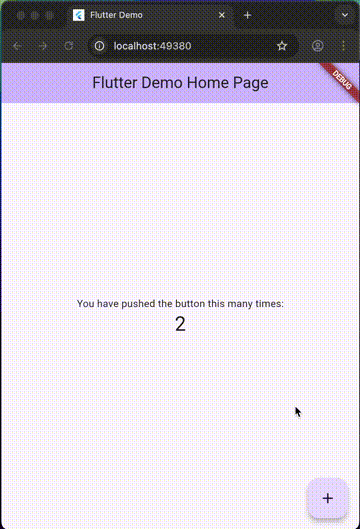 Flutter Demo
localhost:49380
Flutter Demo Home Page
DEBUG
You have pushed the button this many times:
2